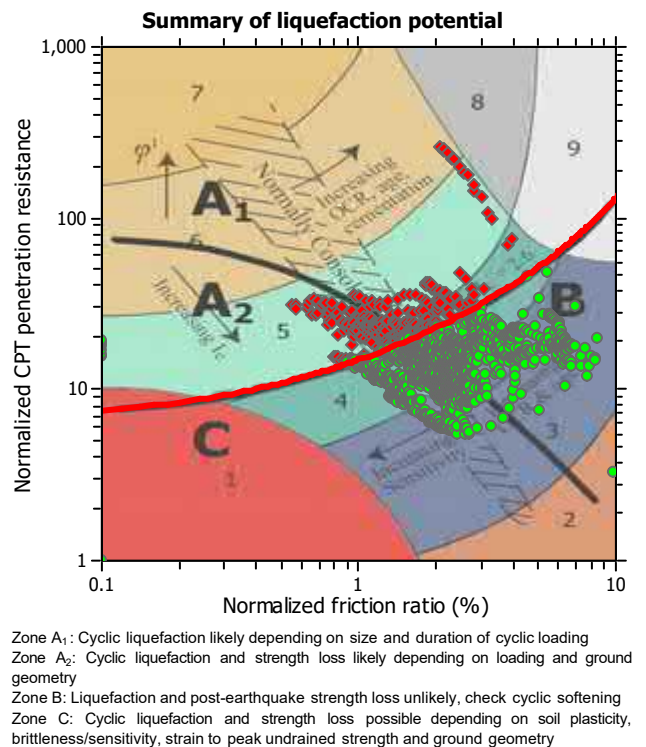 Summary of liquefaction potential
Normalized CPT penetration resistance
1,000
100
10
1
0.1
1
10
Normalized friction ratio (%)
7
8
9
φ'
A1
Increasing
OCR, age,
cementation
Normally
6
A2
Increasing Ic
5
B
4
C
1
Sensitivity
3
2
Zone A1: Cyclic liquefaction likely depending on size and duration of cyclic loading
Zone A2: Cyclic liquefaction and strength loss likely depending on loading and ground
geometry
Zone B: Liquefaction and post-earthquake strength loss unlikely, check cyclic softening
Zone C: Cyclic liquefaction and strength loss possible depending on soil plasticity,
brittleness/sensitivity, strain to peak undrained strength and ground geometry